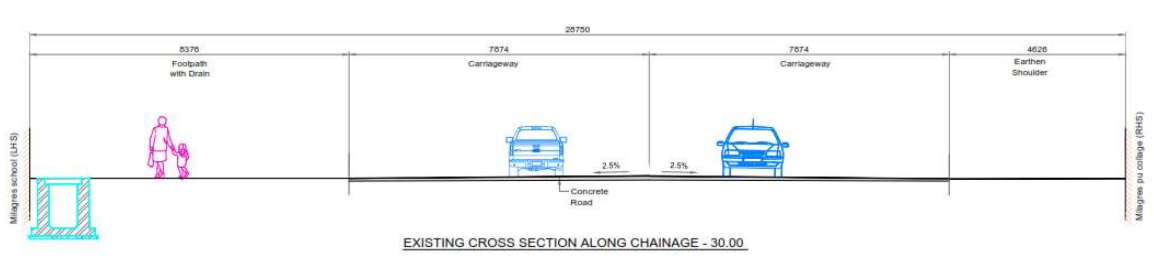 28750
8376
7874
7874
4626
Footpath
with Drain
Carriageway
Carriageway
Earthen
Shoulder
Milagres school (LHS)
2.5%
2.5%
Concrete
Road
Milagres pu collage (RHS)
EXISTING CROSS SECTION ALONG CHAINAGE - 30.00